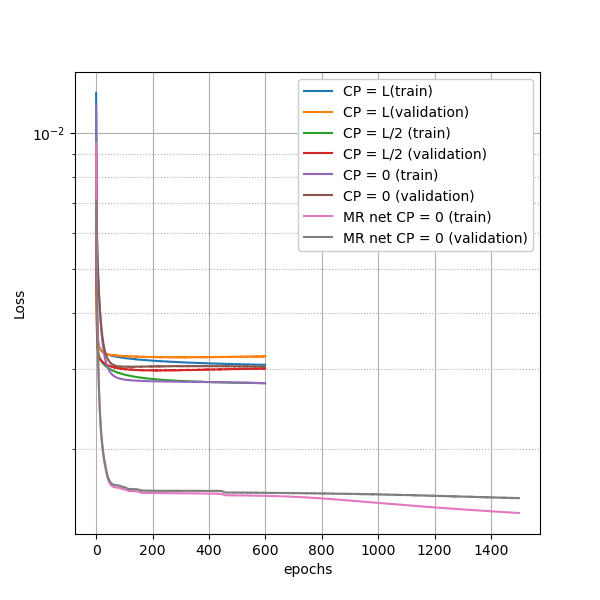 CP = L(train)
CP = L(validation)
CP = L/2 (train)
CP = L/2 (validation)
CP = 0 (train)
CP = 0 (validation)
MR net CP = 0 (train)
MR net CP = 0 (validation)
10⁻²
Loss
0 200 400 600 800 1000 1200 1400
epochs